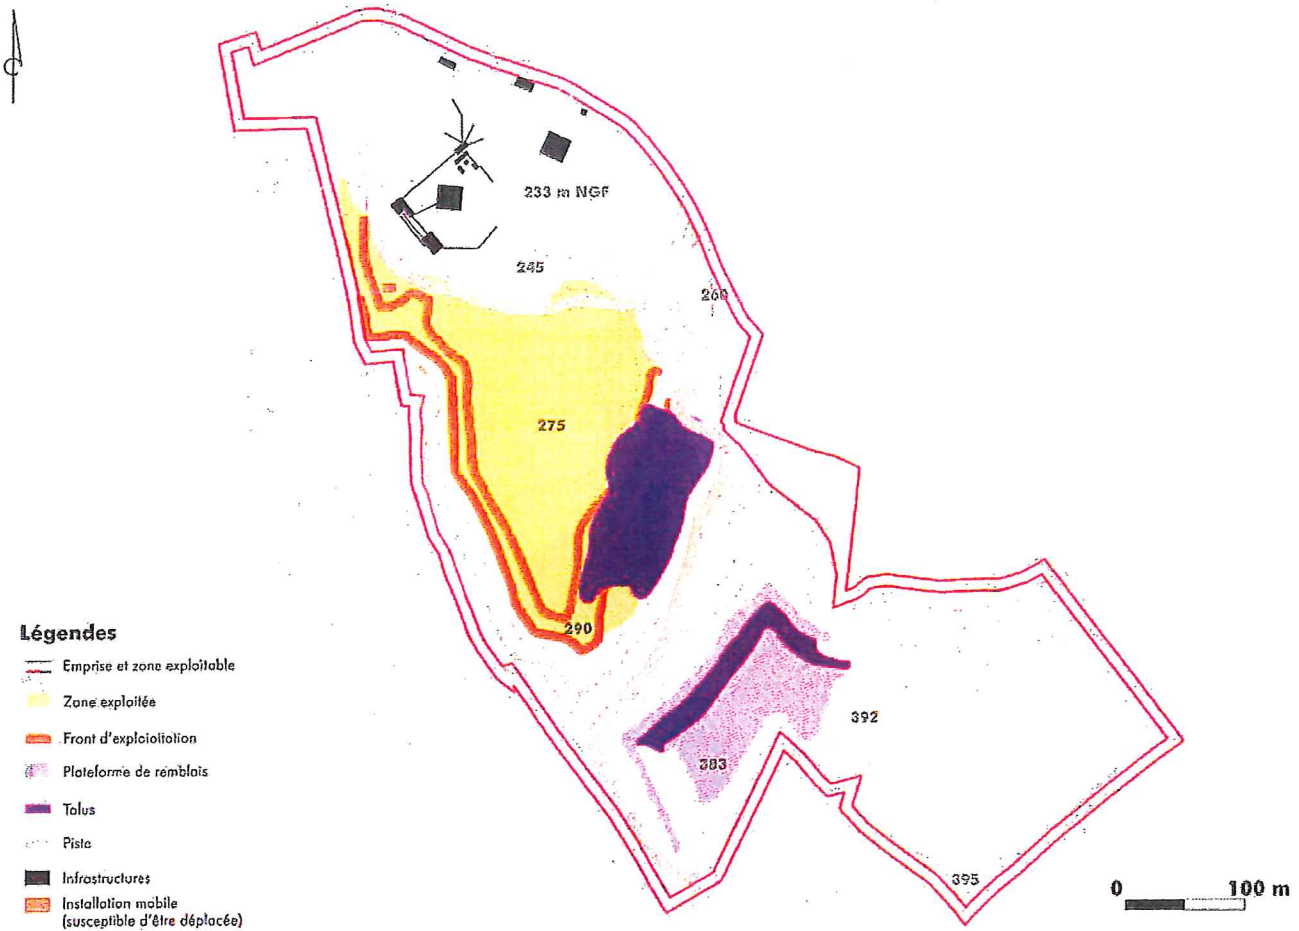 233 m NGF
245
260
275
290
392
383
395
Légendes
Emprise et zone exploitable
Zone exploitée
Front d'exploioitation
Plateforme de remblais
Talus
Piste
Infrastructures
Installation mobile
(susceptible d'être déplacée)
0 100 m